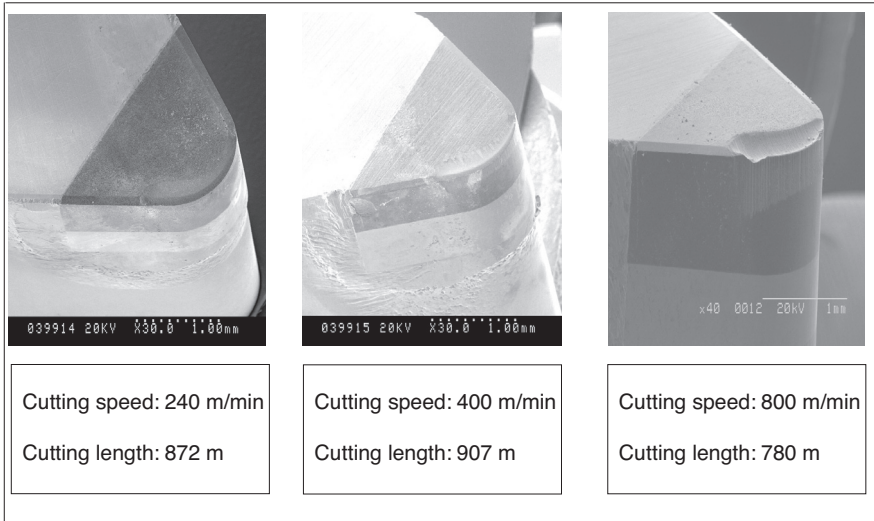 039914 20KV X30.0 1.00mm
039915 20KV X30.0 1.00mm
x40 0012 20kV 1mm
Cutting speed: 240 m/min
Cutting length: 872 m
Cutting speed: 400 m/min
Cutting length: 907 m
Cutting speed: 800 m/min
Cutting length: 780 m